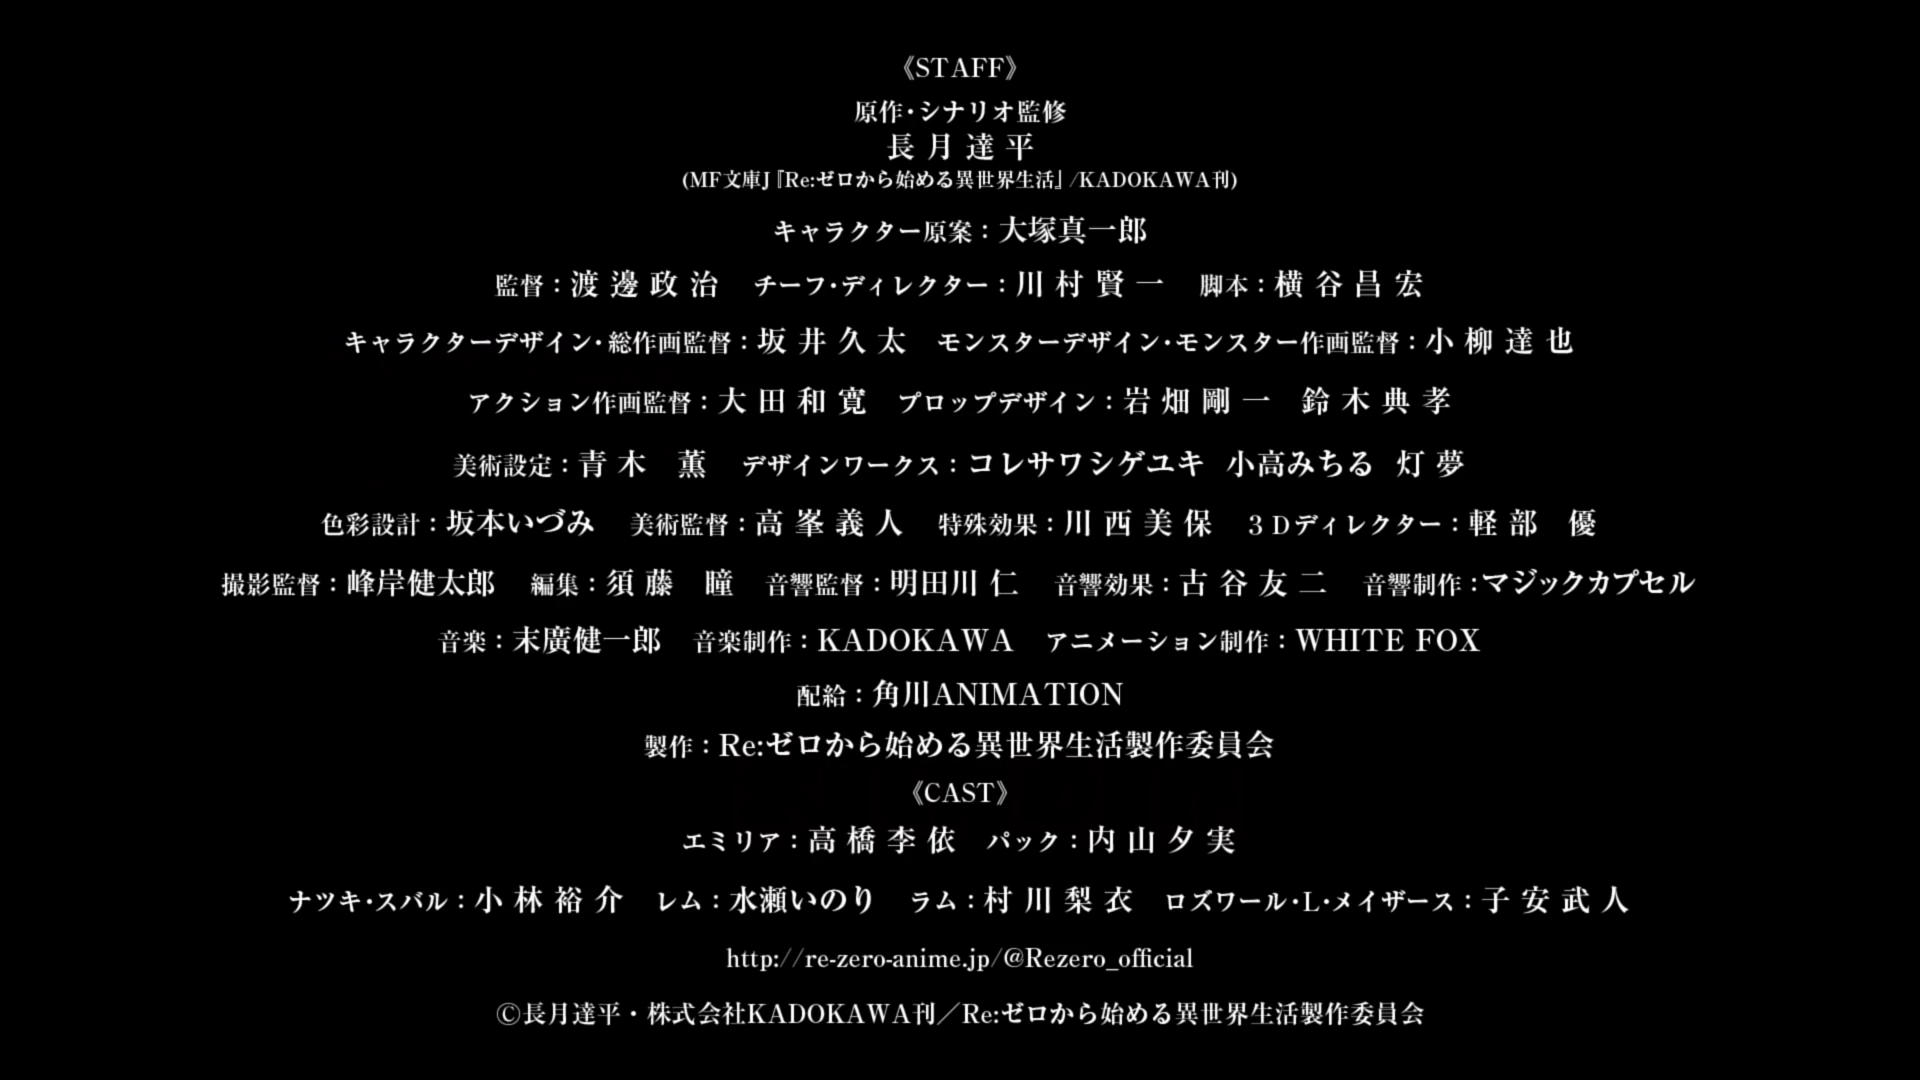 《STAFF》
原作・シナリオ監修
長月達平
(MF文庫J『Re:ゼロから始める異世界生活』/KADOKAWA刊)
キャラクター原案：大塚真一郎
監督：渡邊政治　チーフ・ディレクター：川村賢一　脚本：横谷昌宏
キャラクターデザイン・総作画監督：坂井久太　モンスターデザイン・モンスター作画監督：小柳達也
アクション作画監督：大田和寛　プロップデザイン：岩畑剛一　鈴木典孝
美術設定：青木　薫　デザインワークス：コレサワシゲユキ　小高みちる　灯夢
色彩設計：坂本いづみ　美術監督：高峯義人　特殊効果：川西美保　３Dディレクター：軽部　優
撮影監督：峰岸健太郎　編集：須藤　瞳　音響監督：明田川仁　音響効果：古谷友二　音響制作：マジックカプセル
音楽：末廣健一郎　音楽制作：KADOKAWA　アニメーション制作：WHITE FOX
配給：角川ANIMATION
製作：Re:ゼロから始める異世界生活製作委員会
《CAST》
エミリア：高橋李依　パック：内山夕実
ナツキ・スバル：小林裕介　レム：水瀬いのり　ラム：村川梨衣　ロズワール・L・メイザース：子安武人
http://re-zero-anime.jp/@Rezero_official
©長月達平・株式会社KADOKAWA刊／Re:ゼロから始める異世界生活製作委員会